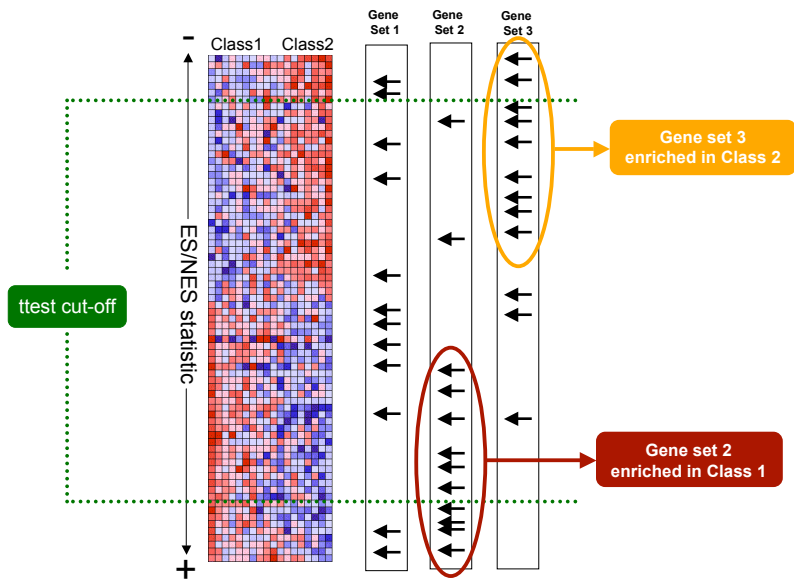 Gene
Set 1
Gene
Set 2
Gene
Set 3
-
Class1
Class2
ES/NES statistic
+
ttest cut-off
Gene set 3
enriched in Class 2
Gene set 2
enriched in Class 1